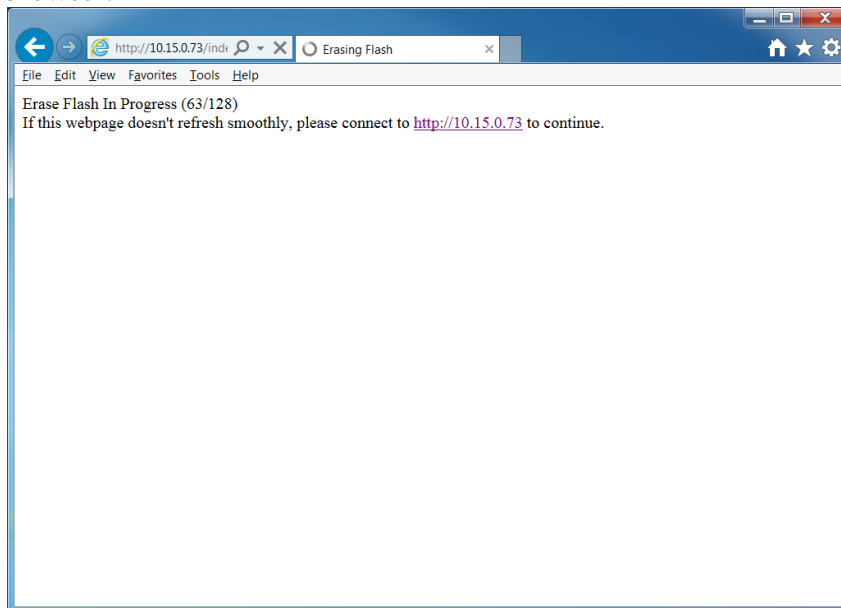 http://10.15.0.73/inde
Erasing Flash
File Edit View Favorites Tools Help
Erase Flash In Progress (63/128)
If this webpage doesn't refresh smoothly, please connect to http://10.15.0.73 to continue.